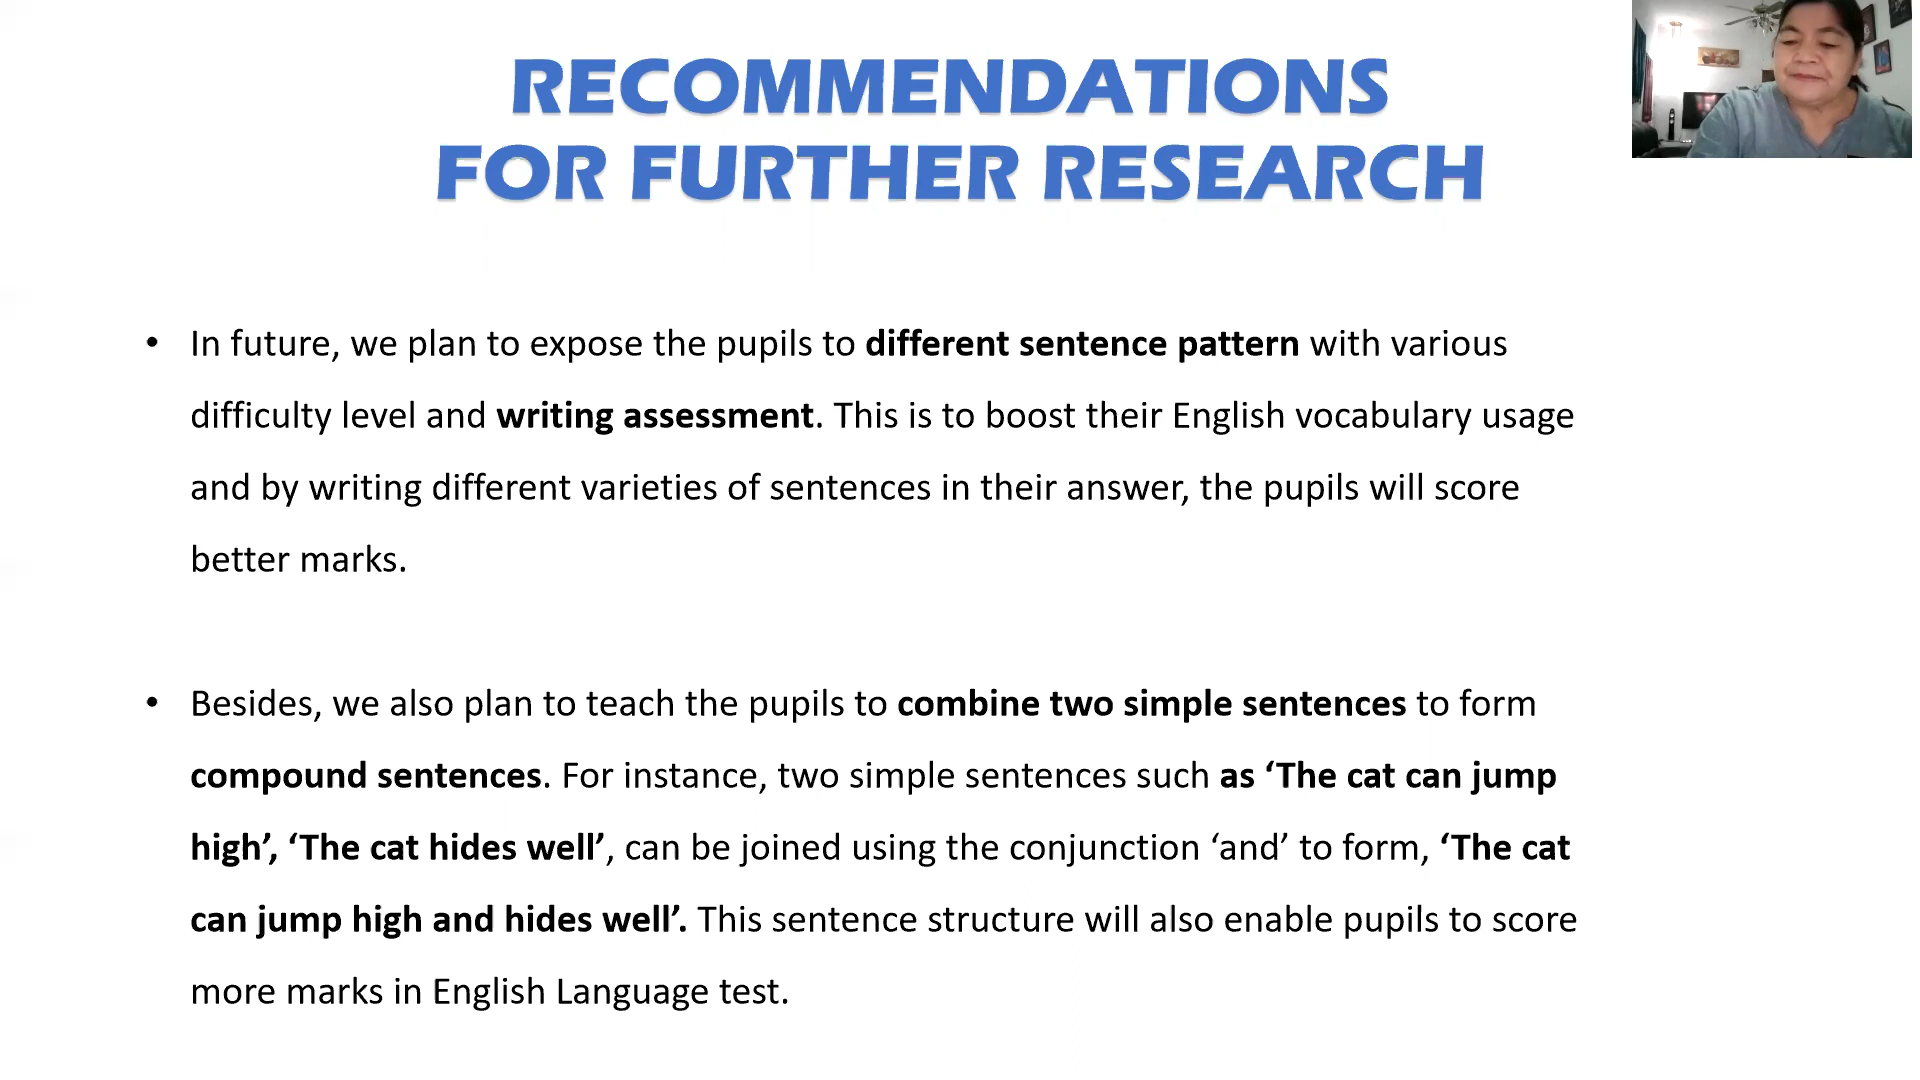 RECOMMENDATIONS
FOR FURTHER RESEARCH
• In future, we plan to expose the pupils to different sentence pattern with various
difficulty level and writing assessment. This is to boost their English vocabulary usage
and by writing different varieties of sentences in their answer, the pupils will score
better marks.
• Besides, we also plan to teach the pupils to combine two simple sentences to form
compound sentences. For instance, two simple sentences such as ‘The cat can jump
high’, ‘The cat hides well’, can be joined using the conjunction ‘and’ to form, ‘The cat
can jump high and hides well’. This sentence structure will also enable pupils to score
more marks in English Language test.